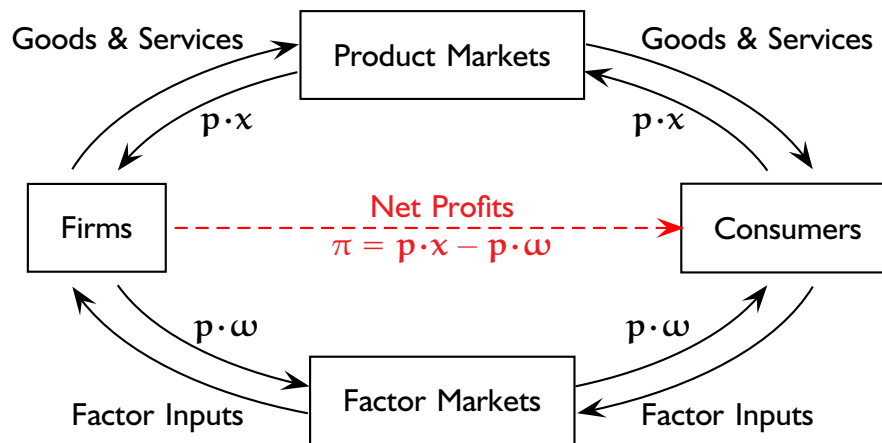 Goods & Services
Product Markets
Goods & Services
p·x
p·x
Firms
Net Profits
π = p·x − p·ω
Consumers
p·ω
p·ω
Factor Inputs
Factor Markets
Factor Inputs